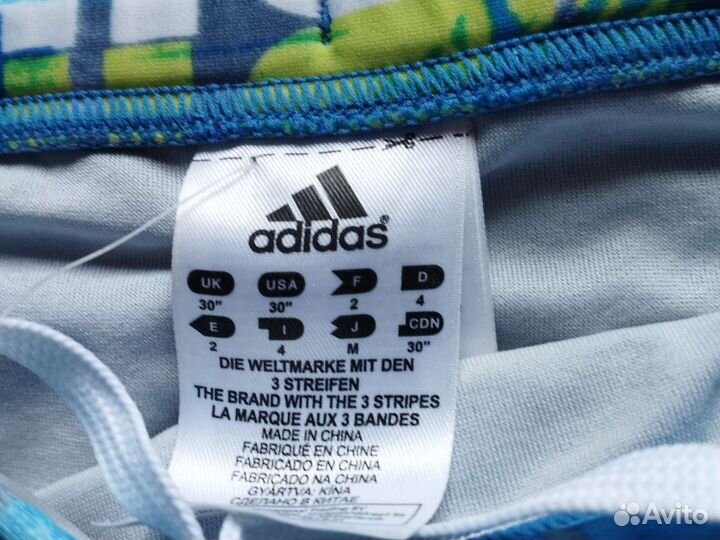 adidas®
UK USA F D
30" 30" 2 4
E I J CDN
2 4 M 30"
DIE WELTMARKE MIT DEN
3 STREIFEN
THE BRAND WITH THE 3 STRIPES
LA MARQUE AUX 3 BANDES
MADE IN CHINA
FABRIQUÉ EN CHINE
FABRICADO EN CHINA
FABRICADO NA CHINA
GYÁRTVA: KÍNA
СДЕЛАНО В КИТАЕ
Avito